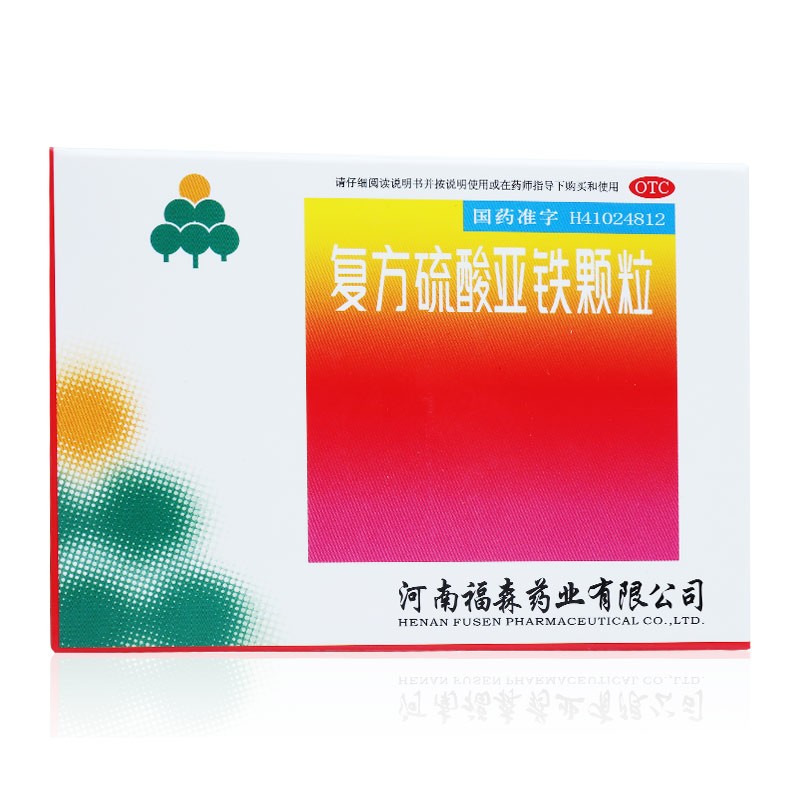 请仔细阅读说明书并按说明使用或在药师指导下购买和使用 OTC
国药准字 H41024812
复方硫酸亚铁颗粒
河南福森药业有限公司
HENAN FUSEN PHARMACEUTICAL CO.,LTD.